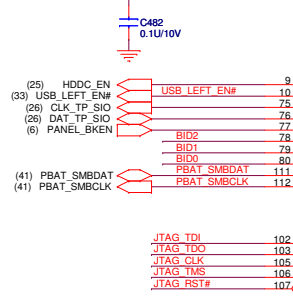 C482
0.1U/10V
(25) HDDC_EN 9
(33) USB_LEFT_EN# USB_LEFT_EN# 10
(26) CLK_TP_SIO 75
(26) DAT_TP_SIO 76
(6) PANEL_BKEN 77
BID2 78
BID1 79
BID0 80
(41) PBAT_SMBDAT PBAT_SMBDAT 111
(41) PBAT_SMBCLK PBAT_SMBCLK 112
JTAG_TDI 102
JTAG_TDO 103
JTAG_CLK 105
JTAG_TMS 106
JTAG_RST# 107